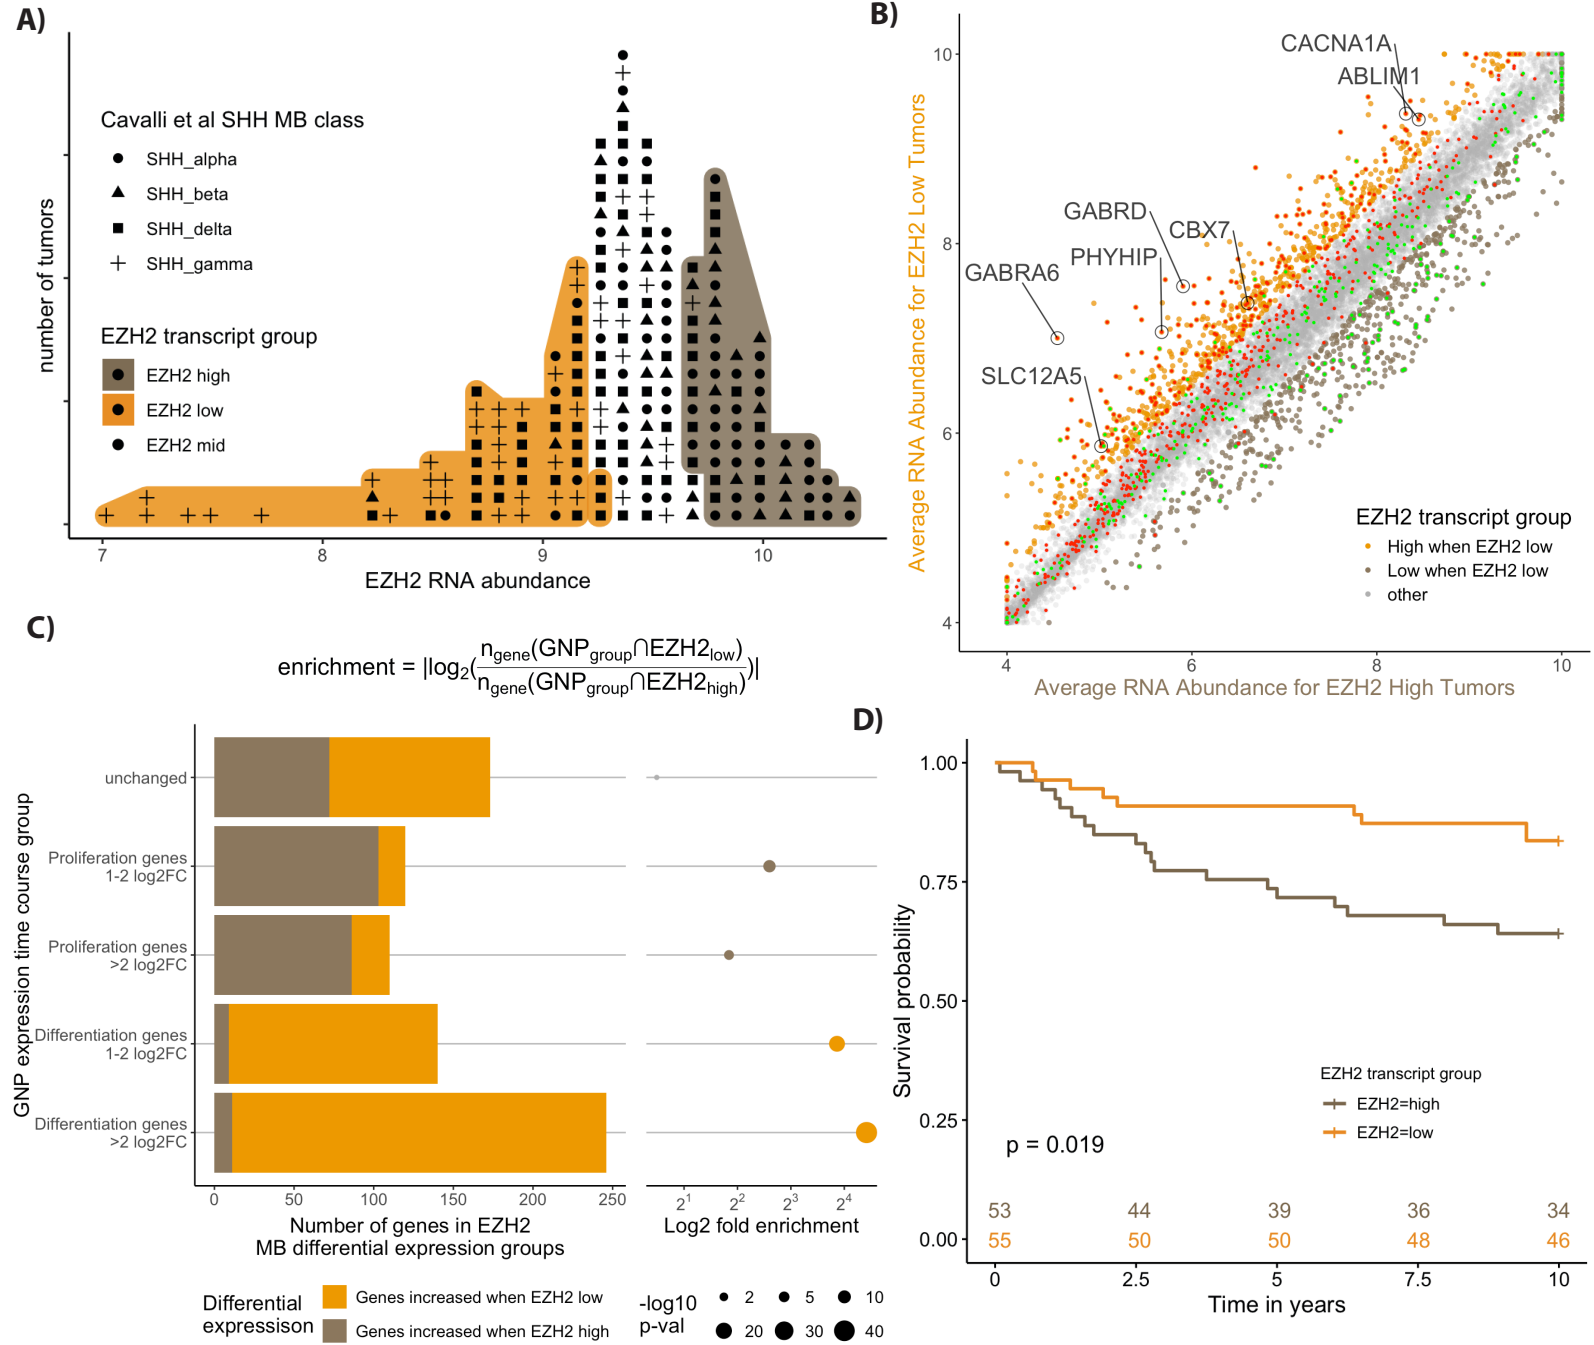 A)
Cavalli et al SHH MB class
SHH_alpha
SHH_beta
SHH_delta
SHH_gamma
EZH2 transcript group
EZH2 high
EZH2 low
EZH2 mid
number of tumors
7
8
9
10
EZH2 RNA abundance
B)
CACNA1A
ABLIM1
GABRD
CBX7
PHYHIP
GABRA6
SLC12A5
EZH2 transcript group
High when EZH2 low
Low when EZH2 low
other
Average RNA Abundance for EZH2 Low Tumors
10
8
6
4
4
6
8
10
Average RNA Abundance for EZH2 High Tumors
C)
enrichment = |log2(ngene(GNPgroup∩EZH2low)
ngene(GNPgroup∩EZH2high))|
GNP expression time course group
unchanged
Proliferation genes
1-2 log2FC
Proliferation genes
>2 log2FC
Differentiation genes
1-2 log2FC
Differentiation genes
>2 log2FC
0
50
100
150
200
250
Number of genes in EZH2
MB differential expression groups
2^1
2^2
2^3
2^4
Log2 fold enrichment
Differential
expressison
Genes increased when EZH2 low
Genes increased when EZH2 high
-log10
p-val
2
5
10
20
30
40
D)
Survival probability
1.00
0.75
0.50
0.25
0.00
EZH2 transcript group
EZH2=high
EZH2=low
p = 0.019
53 44 39 36 34
55 50 50 48 46
0
2.5
5
7.5
10
Time in years